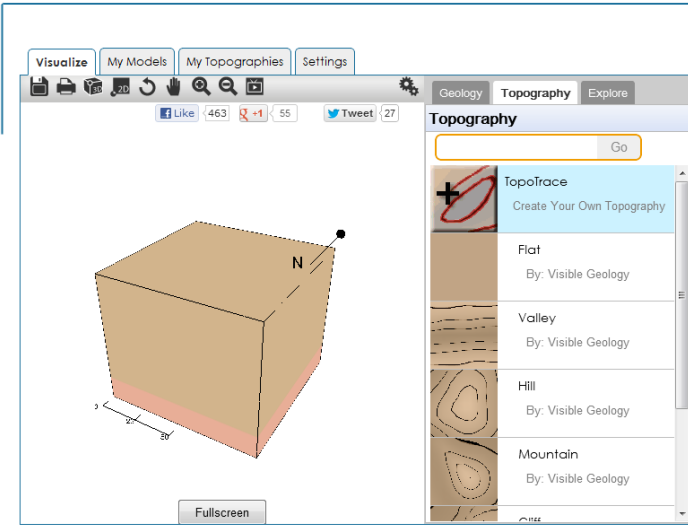 Visualize
My Models
My Topographies
Settings
3D
2D
Like 463
+1 55
Tweet 27
Geology
Topography
Explore
Topography
Go
TopoTrace
Create Your Own Topography
Flat
By: Visible Geology
Valley
By: Visible Geology
Hill
By: Visible Geology
Mountain
By: Visible Geology
N
Fullscreen